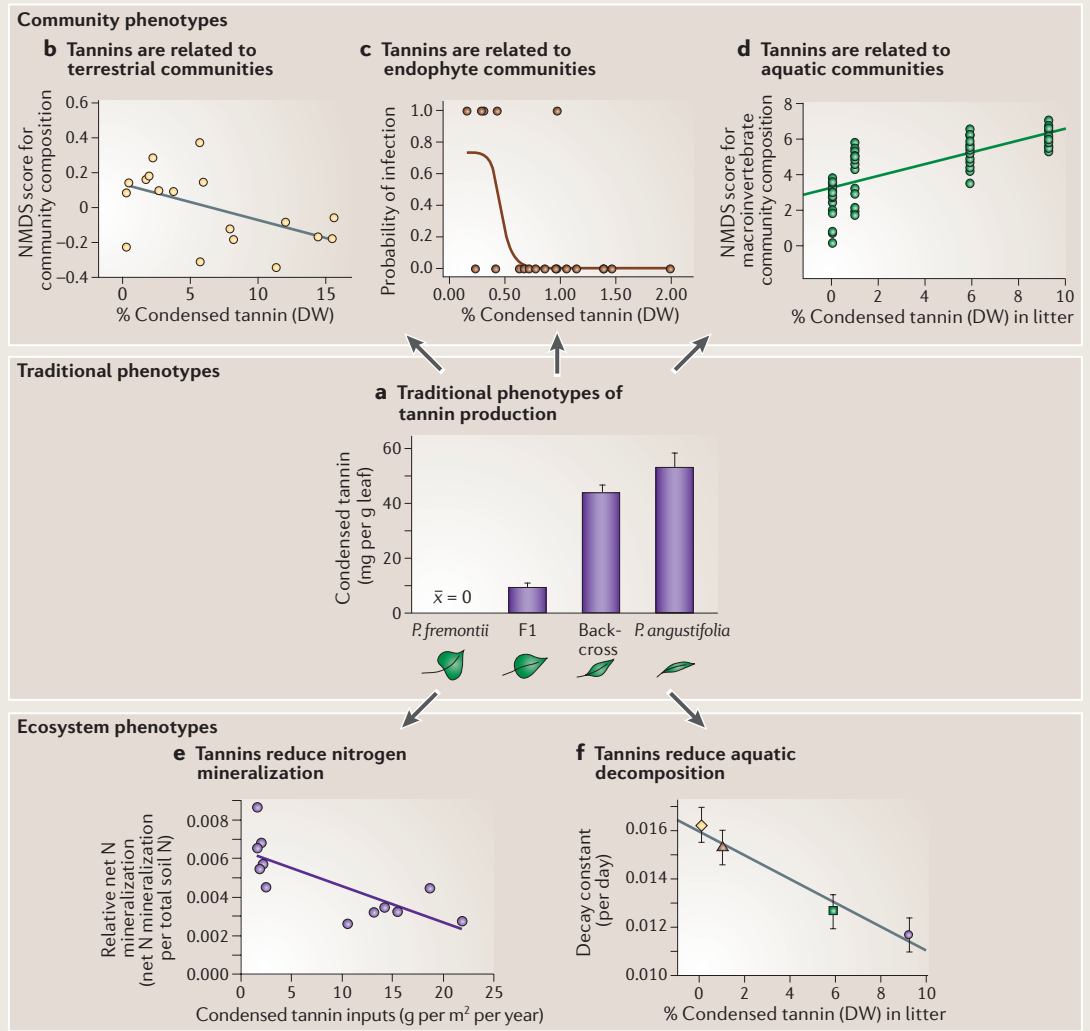 Community phenotypes
b Tannins are related to
terrestrial communities
NMDS score for
community composition
0.6
0.4
0.2
0
−0.2
−0.4
0 5 10 15
% Condensed tannin (DW)
c Tannins are related to
endophyte communities
Probability of infection
1.0
0.8
0.6
0.4
0.2
0.0
0.00 0.50 1.00 1.50 2.00
% Condensed tannin (DW)
d Tannins are related to
aquatic communities
NMDS score for
macroinvertebrate
community composition
8
6
4
2
0
0 2 4 6 8 10
% Condensed tannin (DW) in litter
Traditional phenotypes
a Traditional phenotypes of
tannin production
Condensed tannin
(mg per g leaf)
60
40
20
0
x̄ = 0
P. fremontii F1 Back-
cross P. angustifolia
Ecosystem phenotypes
e Tannins reduce nitrogen
mineralization
Relative net N
mineralization
(net N mineralization
per total soil N)
0.008
0.006
0.004
0.002
0.000
0 5 10 15 20 25
Condensed tannin inputs (g per m² per year)
f Tannins reduce aquatic
decomposition
Decay constant
(per day)
0.016
0.014
0.012
0.010
0 2 4 6 8 10
% Condensed tannin (DW) in litter